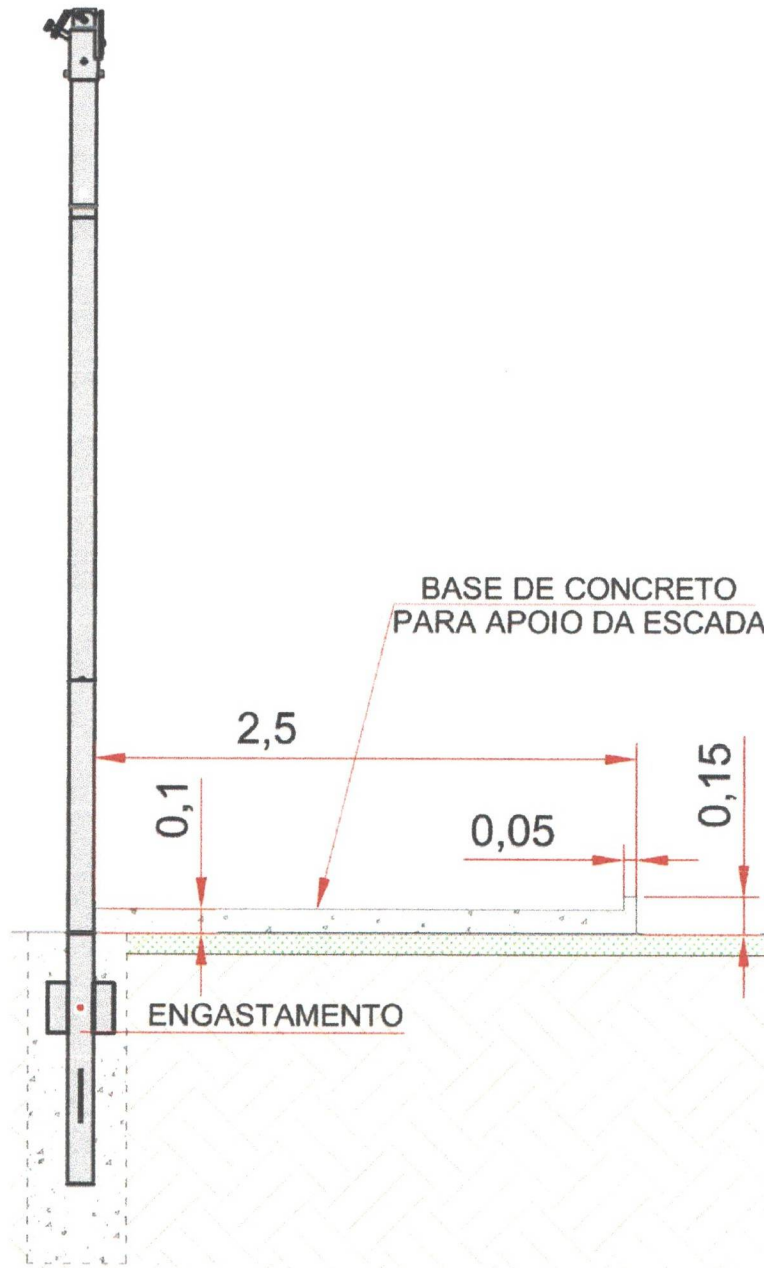 BASE DE CONCRETO
PARA APOIO DA ESCADA
2,5
0,1
0,05
0,15
ENGASTAMENTO